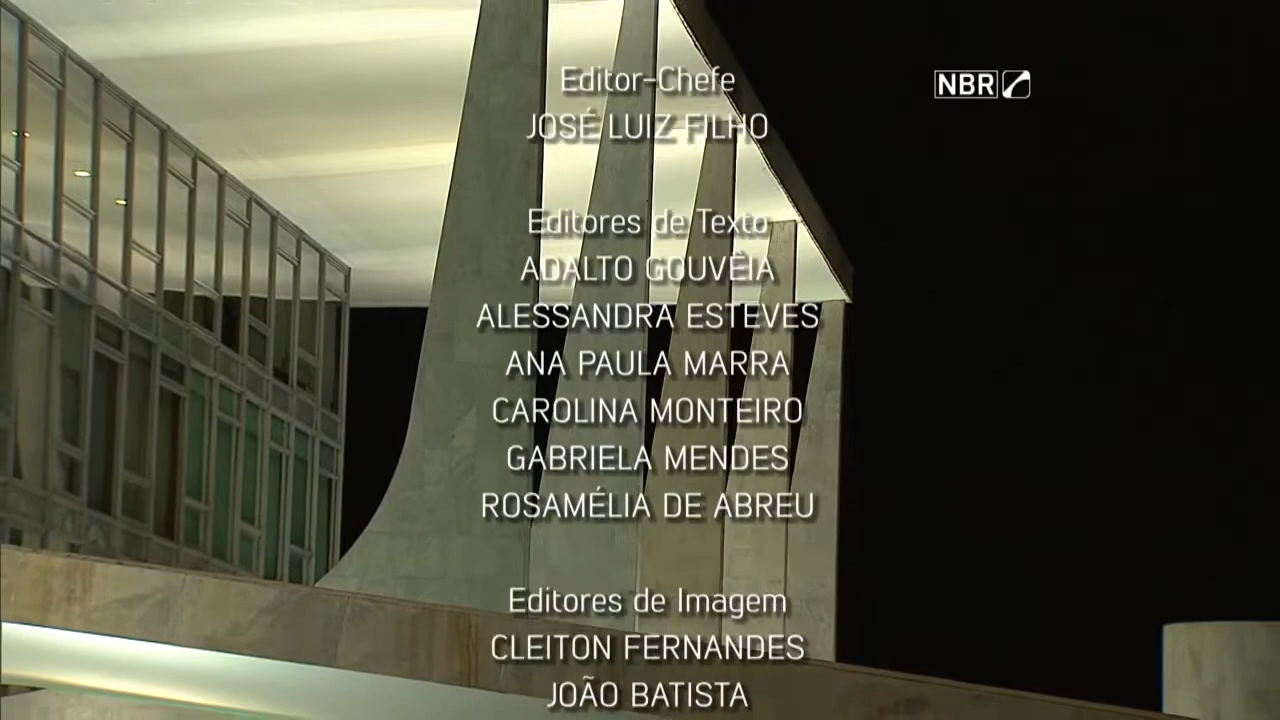 NBR
Editor-Chefe
JOSÉ LUIZ FILHO
Editores de Texto
ADALTO GOUVÊIA
ALESSANDRA ESTEVES
ANA PAULA MARRA
CAROLINA MONTEIRO
GABRIELA MENDES
ROSAMÉLIA DE ABREU
Editores de Imagem
CLEITON FERNANDES
JOÃO BATISTA